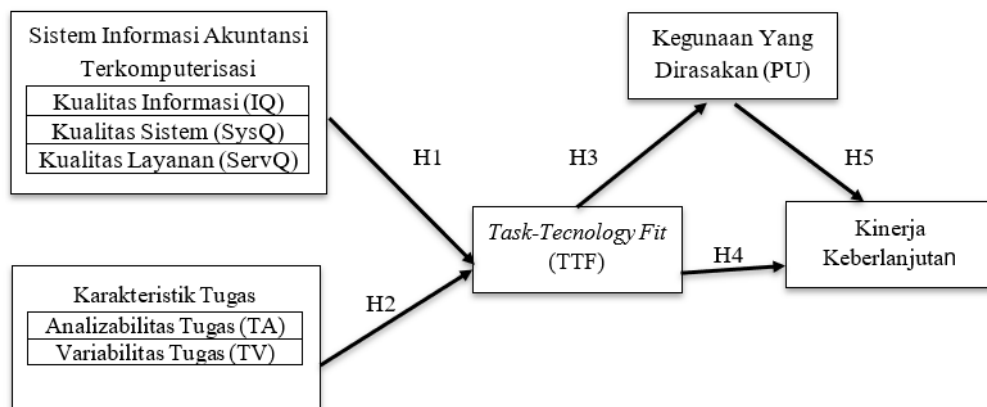 Sistem Informasi Akuntansi
Terkomputerisasi
Kualitas Informasi (IQ)
Kualitas Sistem (SysQ)
Kualitas Layanan (ServQ)
H1
Karakteristik Tugas
Analizabilitas Tugas (TA)
Variabilitas Tugas (TV)
H2
Task-Tecnology Fit
(TTF)
H3
Kegunaan Yang
Dirasakan (PU)
H4
H5
Kinerja
Keberlanjutan